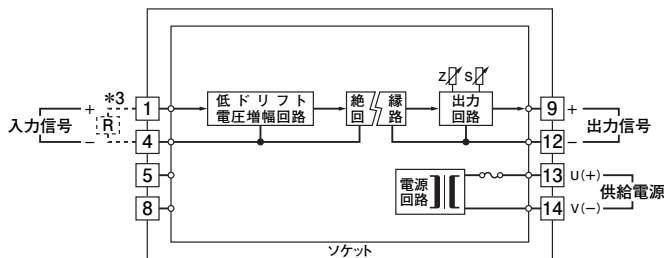 Z S
*3
+
1
低ドリフト
電圧増幅回路
絶 縁
回 路
出力
回路
9 +
入力信号
R
出力信号
−
4
12 −
5
電源
回路
13 U(+)
供給電源
8
14 V(−)
ソケット